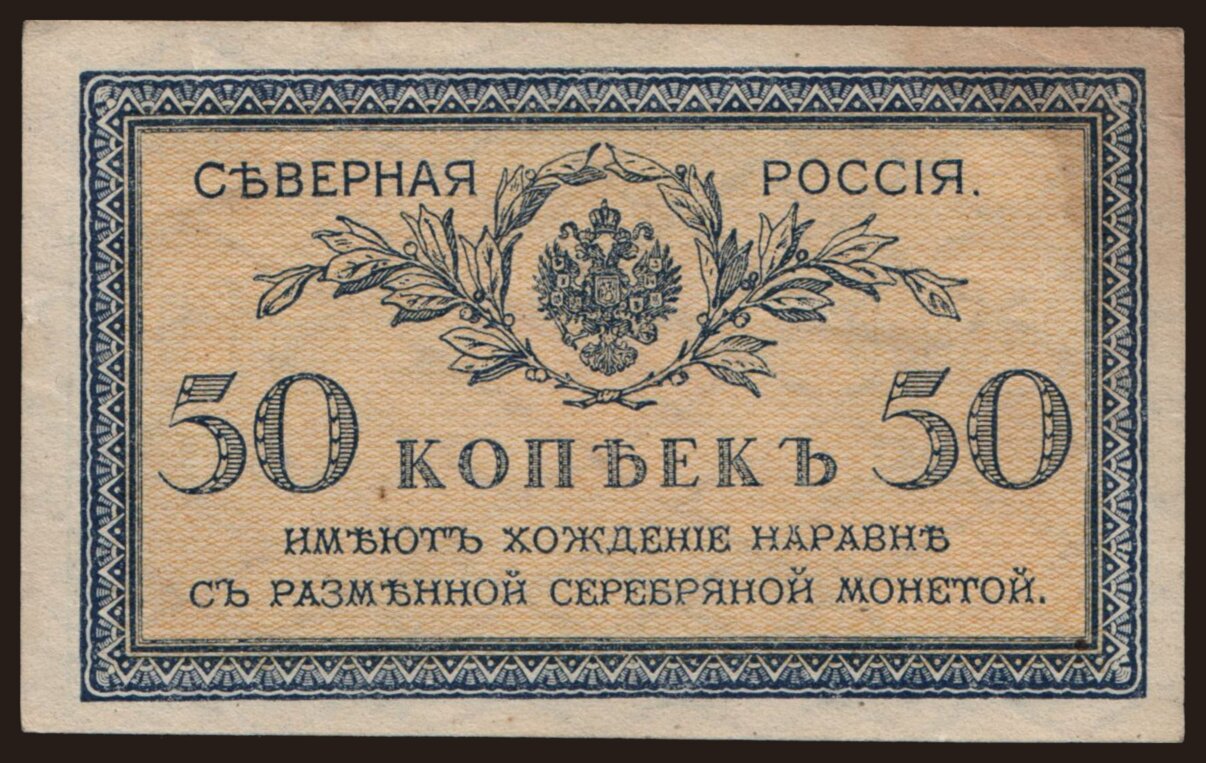 СѢВЕРНАЯ РОССІЯ.
50 КОПѢЕКЪ 50
ИМѢЮТЪ ХОЖДЕНІЕ НАРАВНѢ
СЪ РАЗМѢННОЙ СЕРЕБРЯНОЙ МОНЕТОЙ.